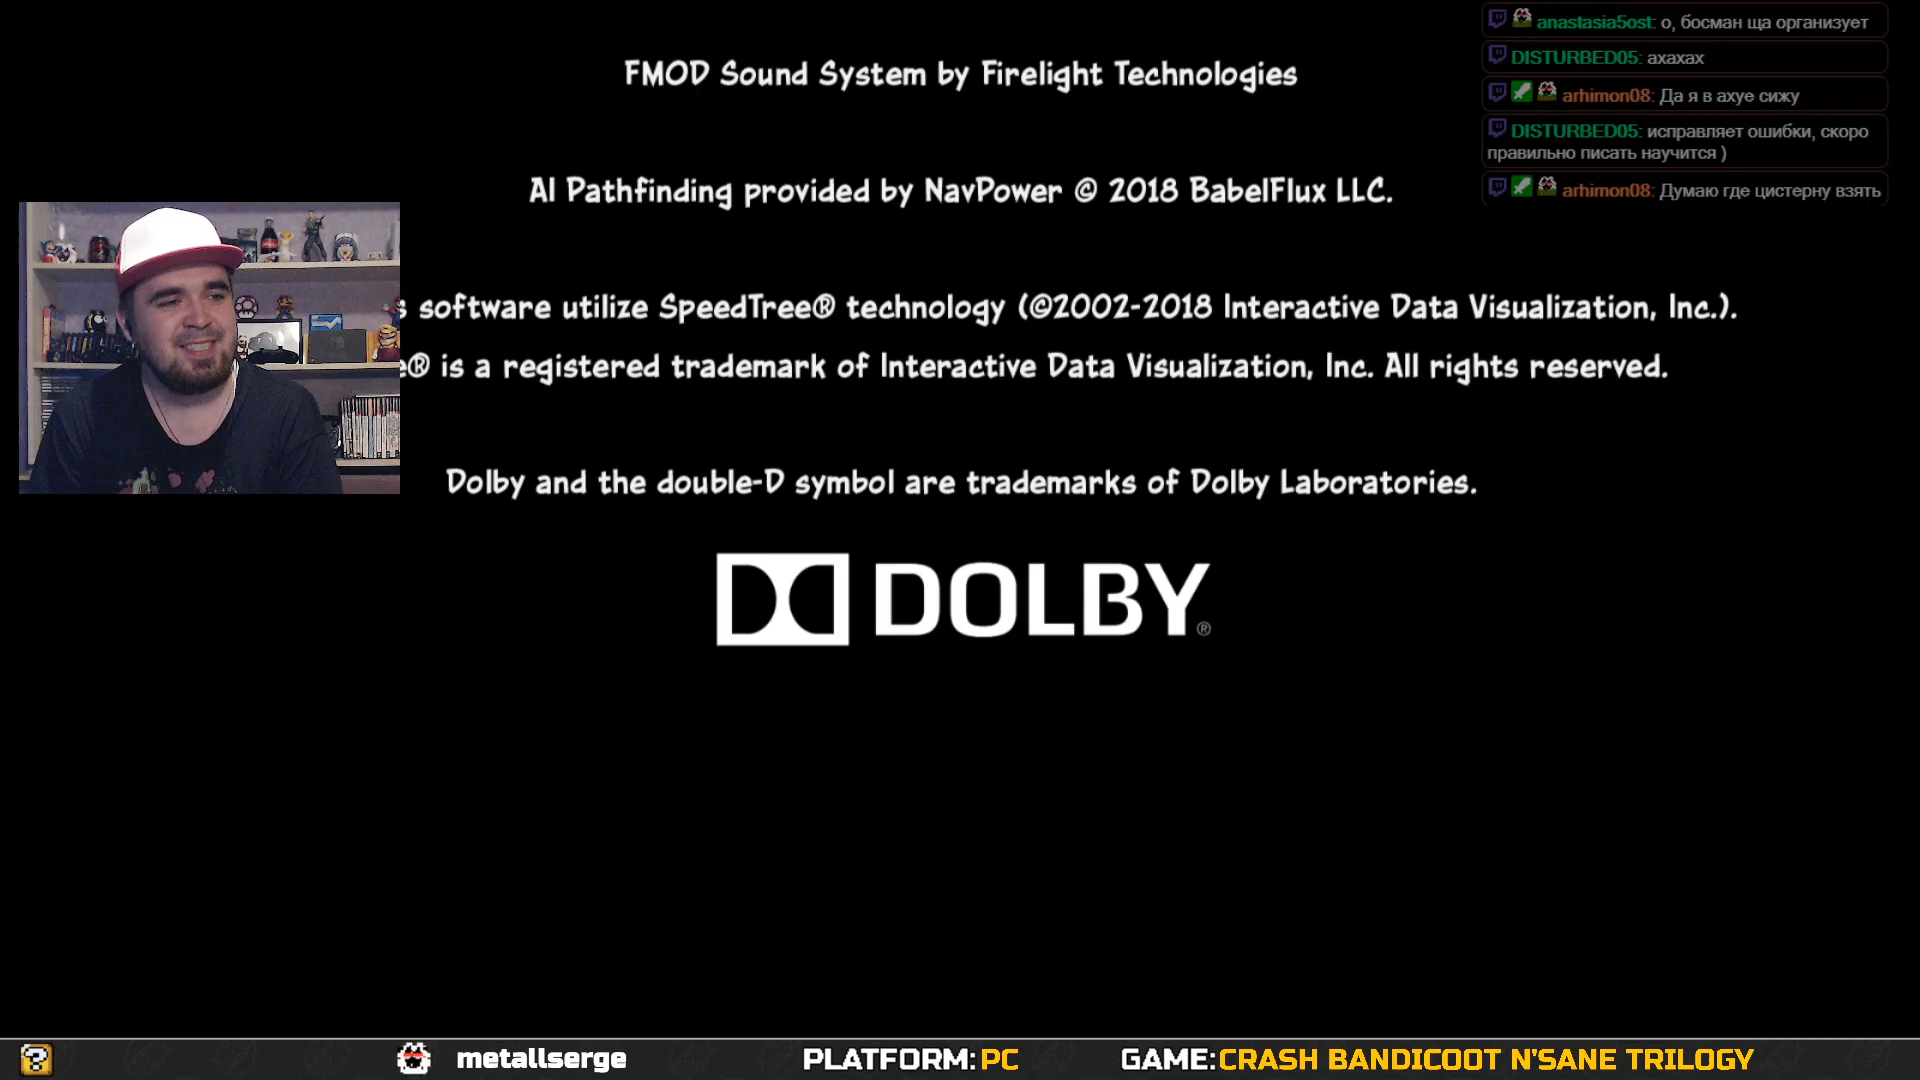 FMOD Sound System by Firelight Technologies
AI Pathfinding provided by NavPower © 2018 BabelFlux LLC.
software utilize SpeedTree® technology (©2002-2018 Interactive Data Visualization, Inc.).
e® is a registered trademark of Interactive Data Visualization, Inc. All rights reserved.
Dolby and the double-D symbol are trademarks of Dolby Laboratories.
DOLBY®
anastasia5ost: о, босман ща организует
DISTURBED05: ахахах
arhimon08: Да я в ахуе сижу
DISTURBED05: исправляет ошибки, скоро
правильно писать научится )
arhimon08: Думаю где цистерну взять
metallserge
PLATFORM: PC
GAME: CRASH BANDICOOT N'SANE TRILOGY